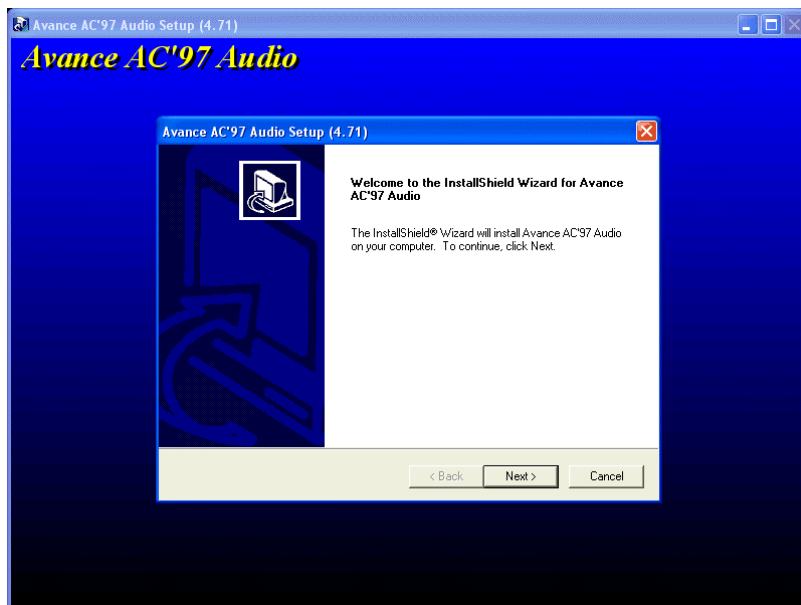 Avance AC'97 Audio Setup (4.71)
Avance AC'97 Audio
Avance AC'97 Audio Setup (4.71)
Welcome to the InstallShield Wizard for Avance
AC'97 Audio
The InstallShield® Wizard will install Avance AC'97 Audio
on your computer. To continue, click Next.
< Back Next > Cancel